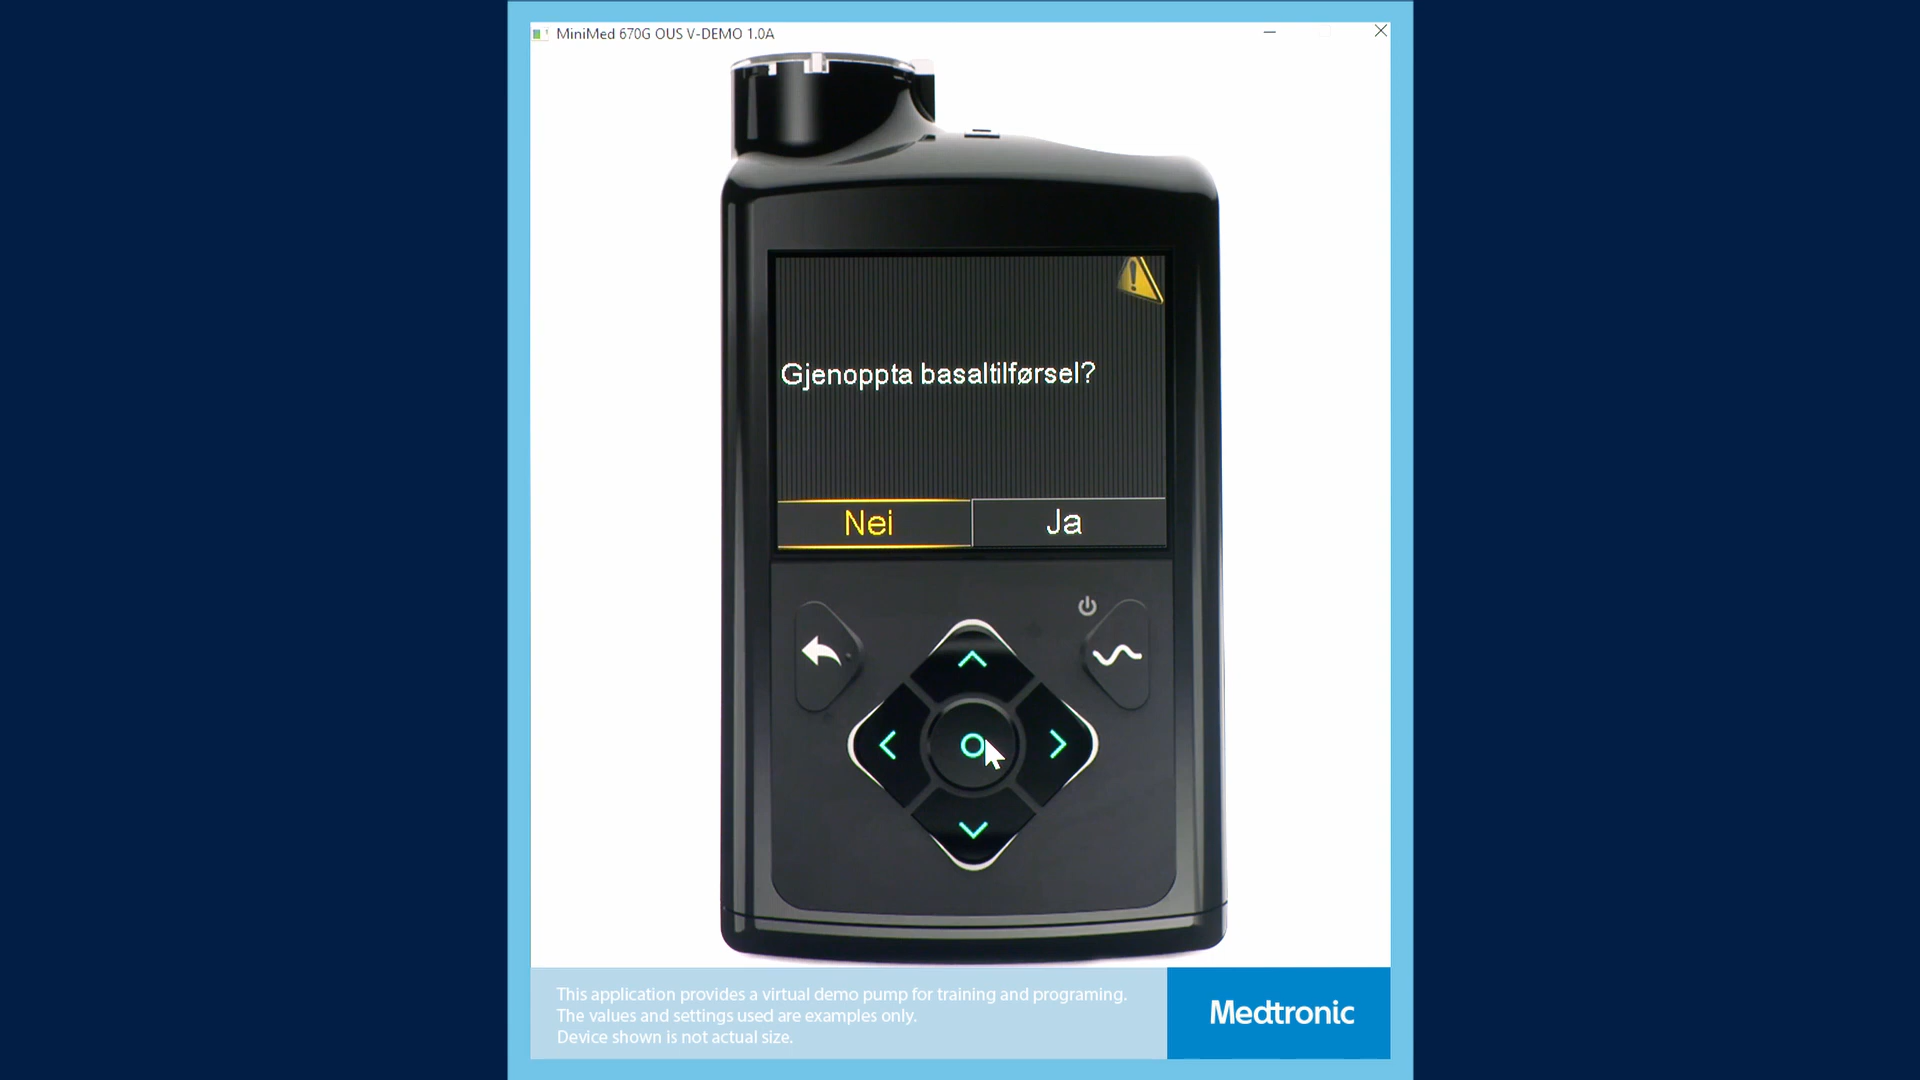 MiniMed 670G OUS V-DEMO 1.0A
Gjenoppta basaltilførsel?
Nei
Ja
This application provides a virtual demo pump for training and programing.
The values and settings used are examples only.
Device shown is not actual size.
Medtronic